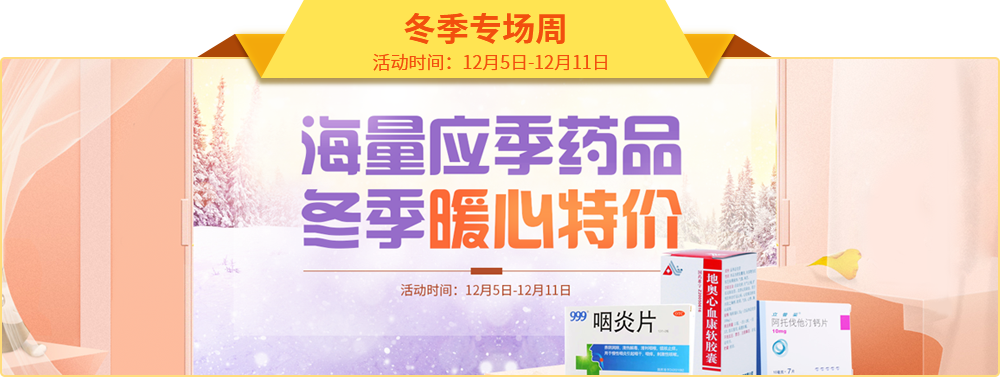 冬季专场周
活动时间：12月5日-12月11日
海量应季药品
冬季暖心特价
活动时间：12月5日-12月11日
地奥心血康软胶囊
999
咽炎片
阿托伐他汀钙片
10mg